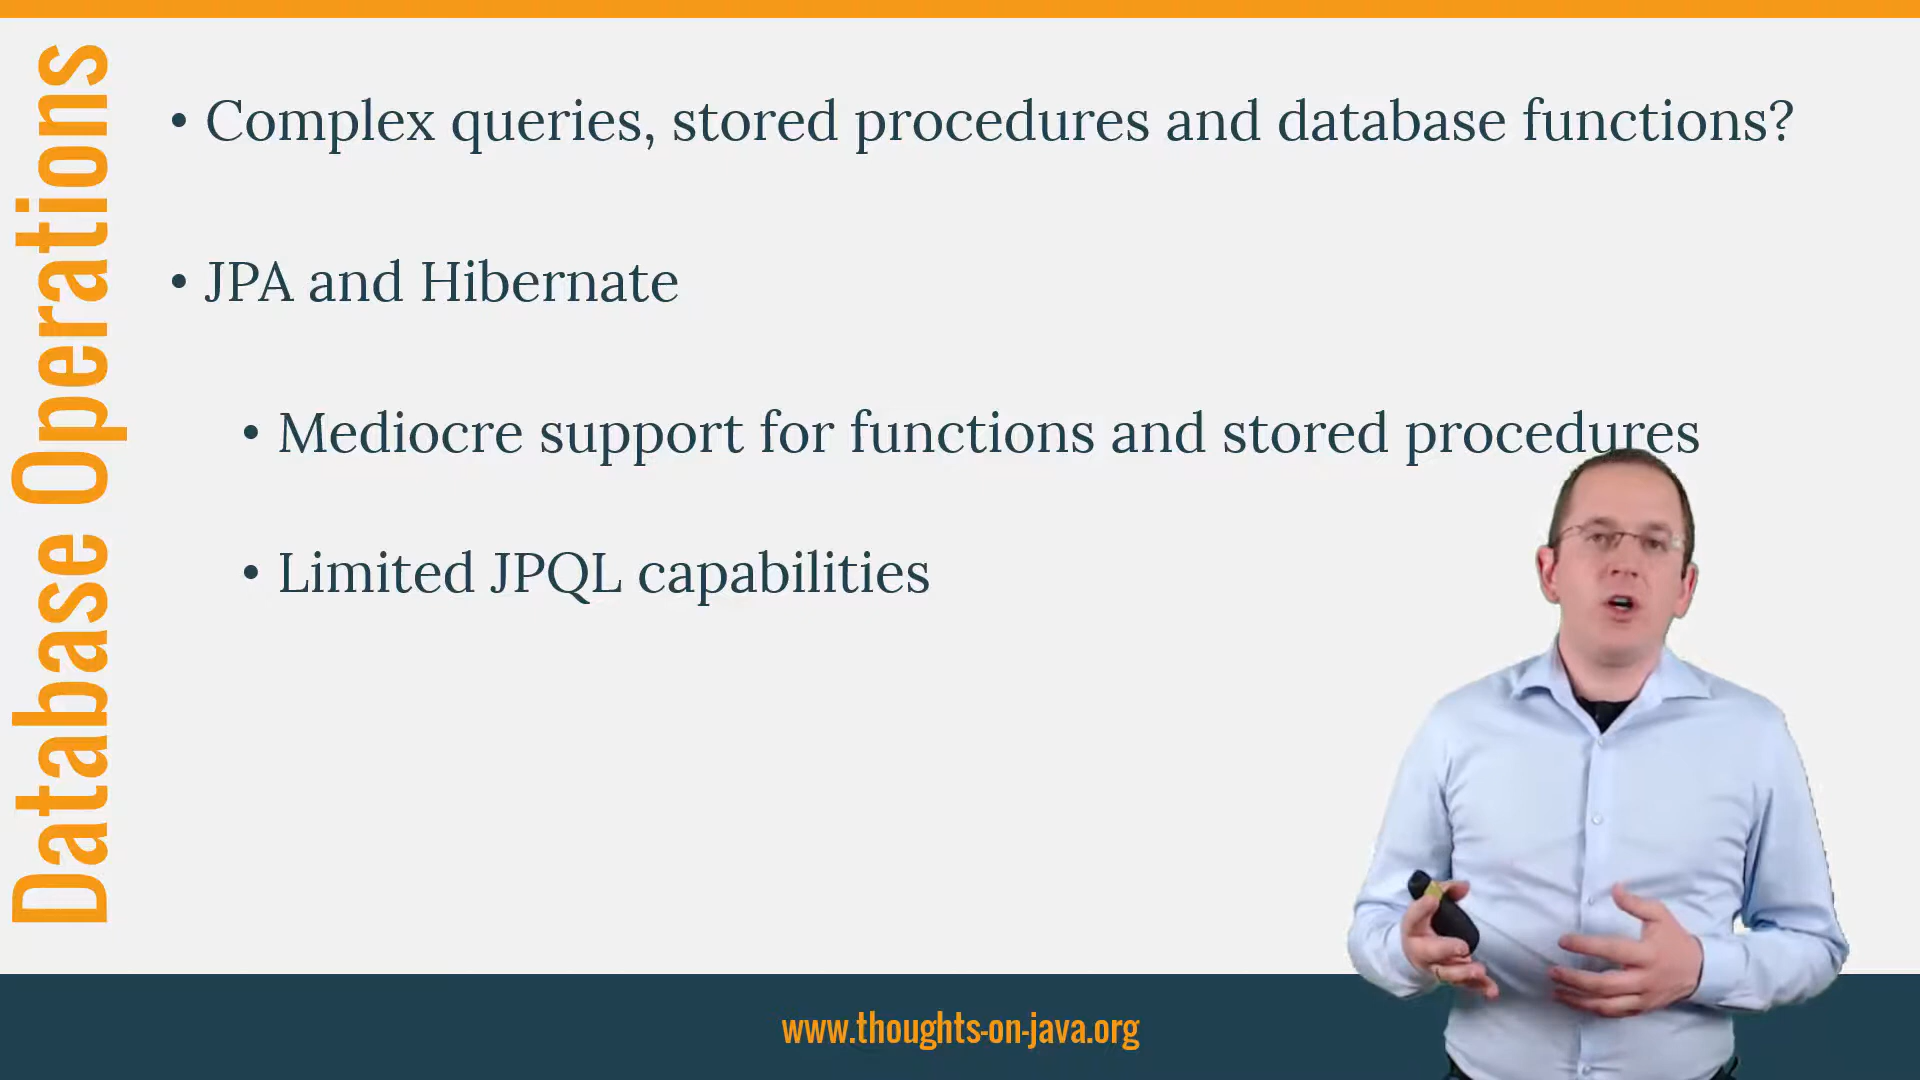 Database Operations
• Complex queries, stored procedures and database functions?
• JPA and Hibernate
• Mediocre support for functions and stored procedures
• Limited JPQL capabilities
www.thoughts-on-java.org